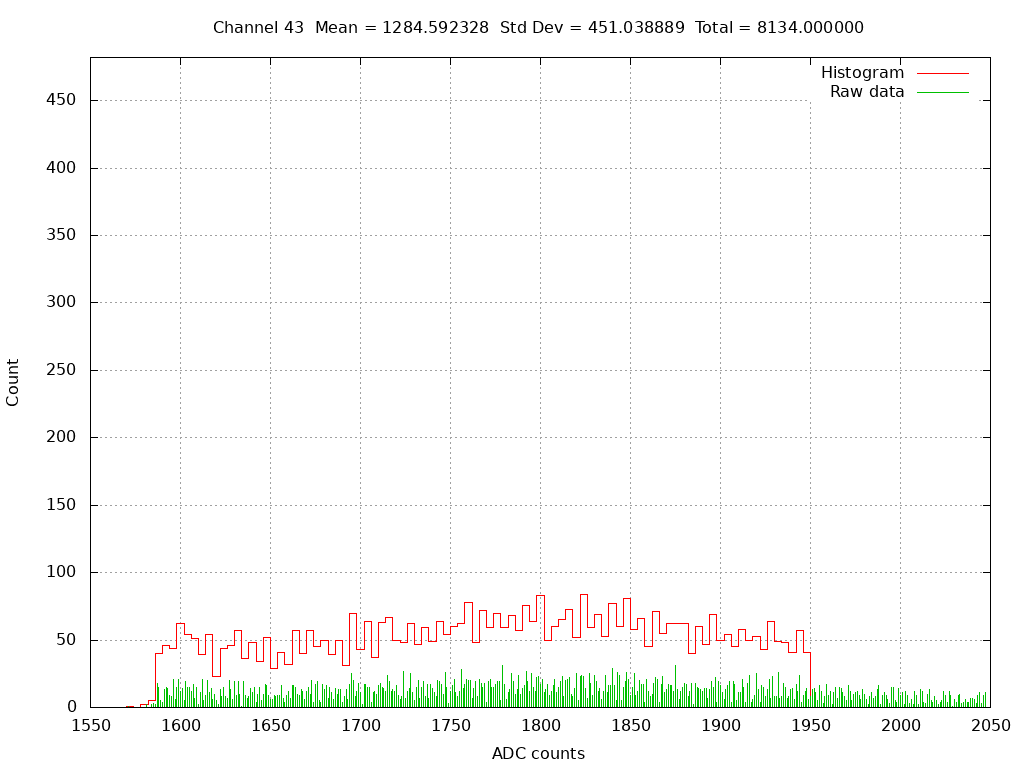 Channel 43  Mean = 1284.592328  Std Dev = 451.038889  Total = 8134.000000
Histogram
Raw data
450
400
350
300
250
200
150
100
50
0
Count
1550 1600 1650 1700 1750 1800 1850 1900 1950 2000 2050
ADC counts